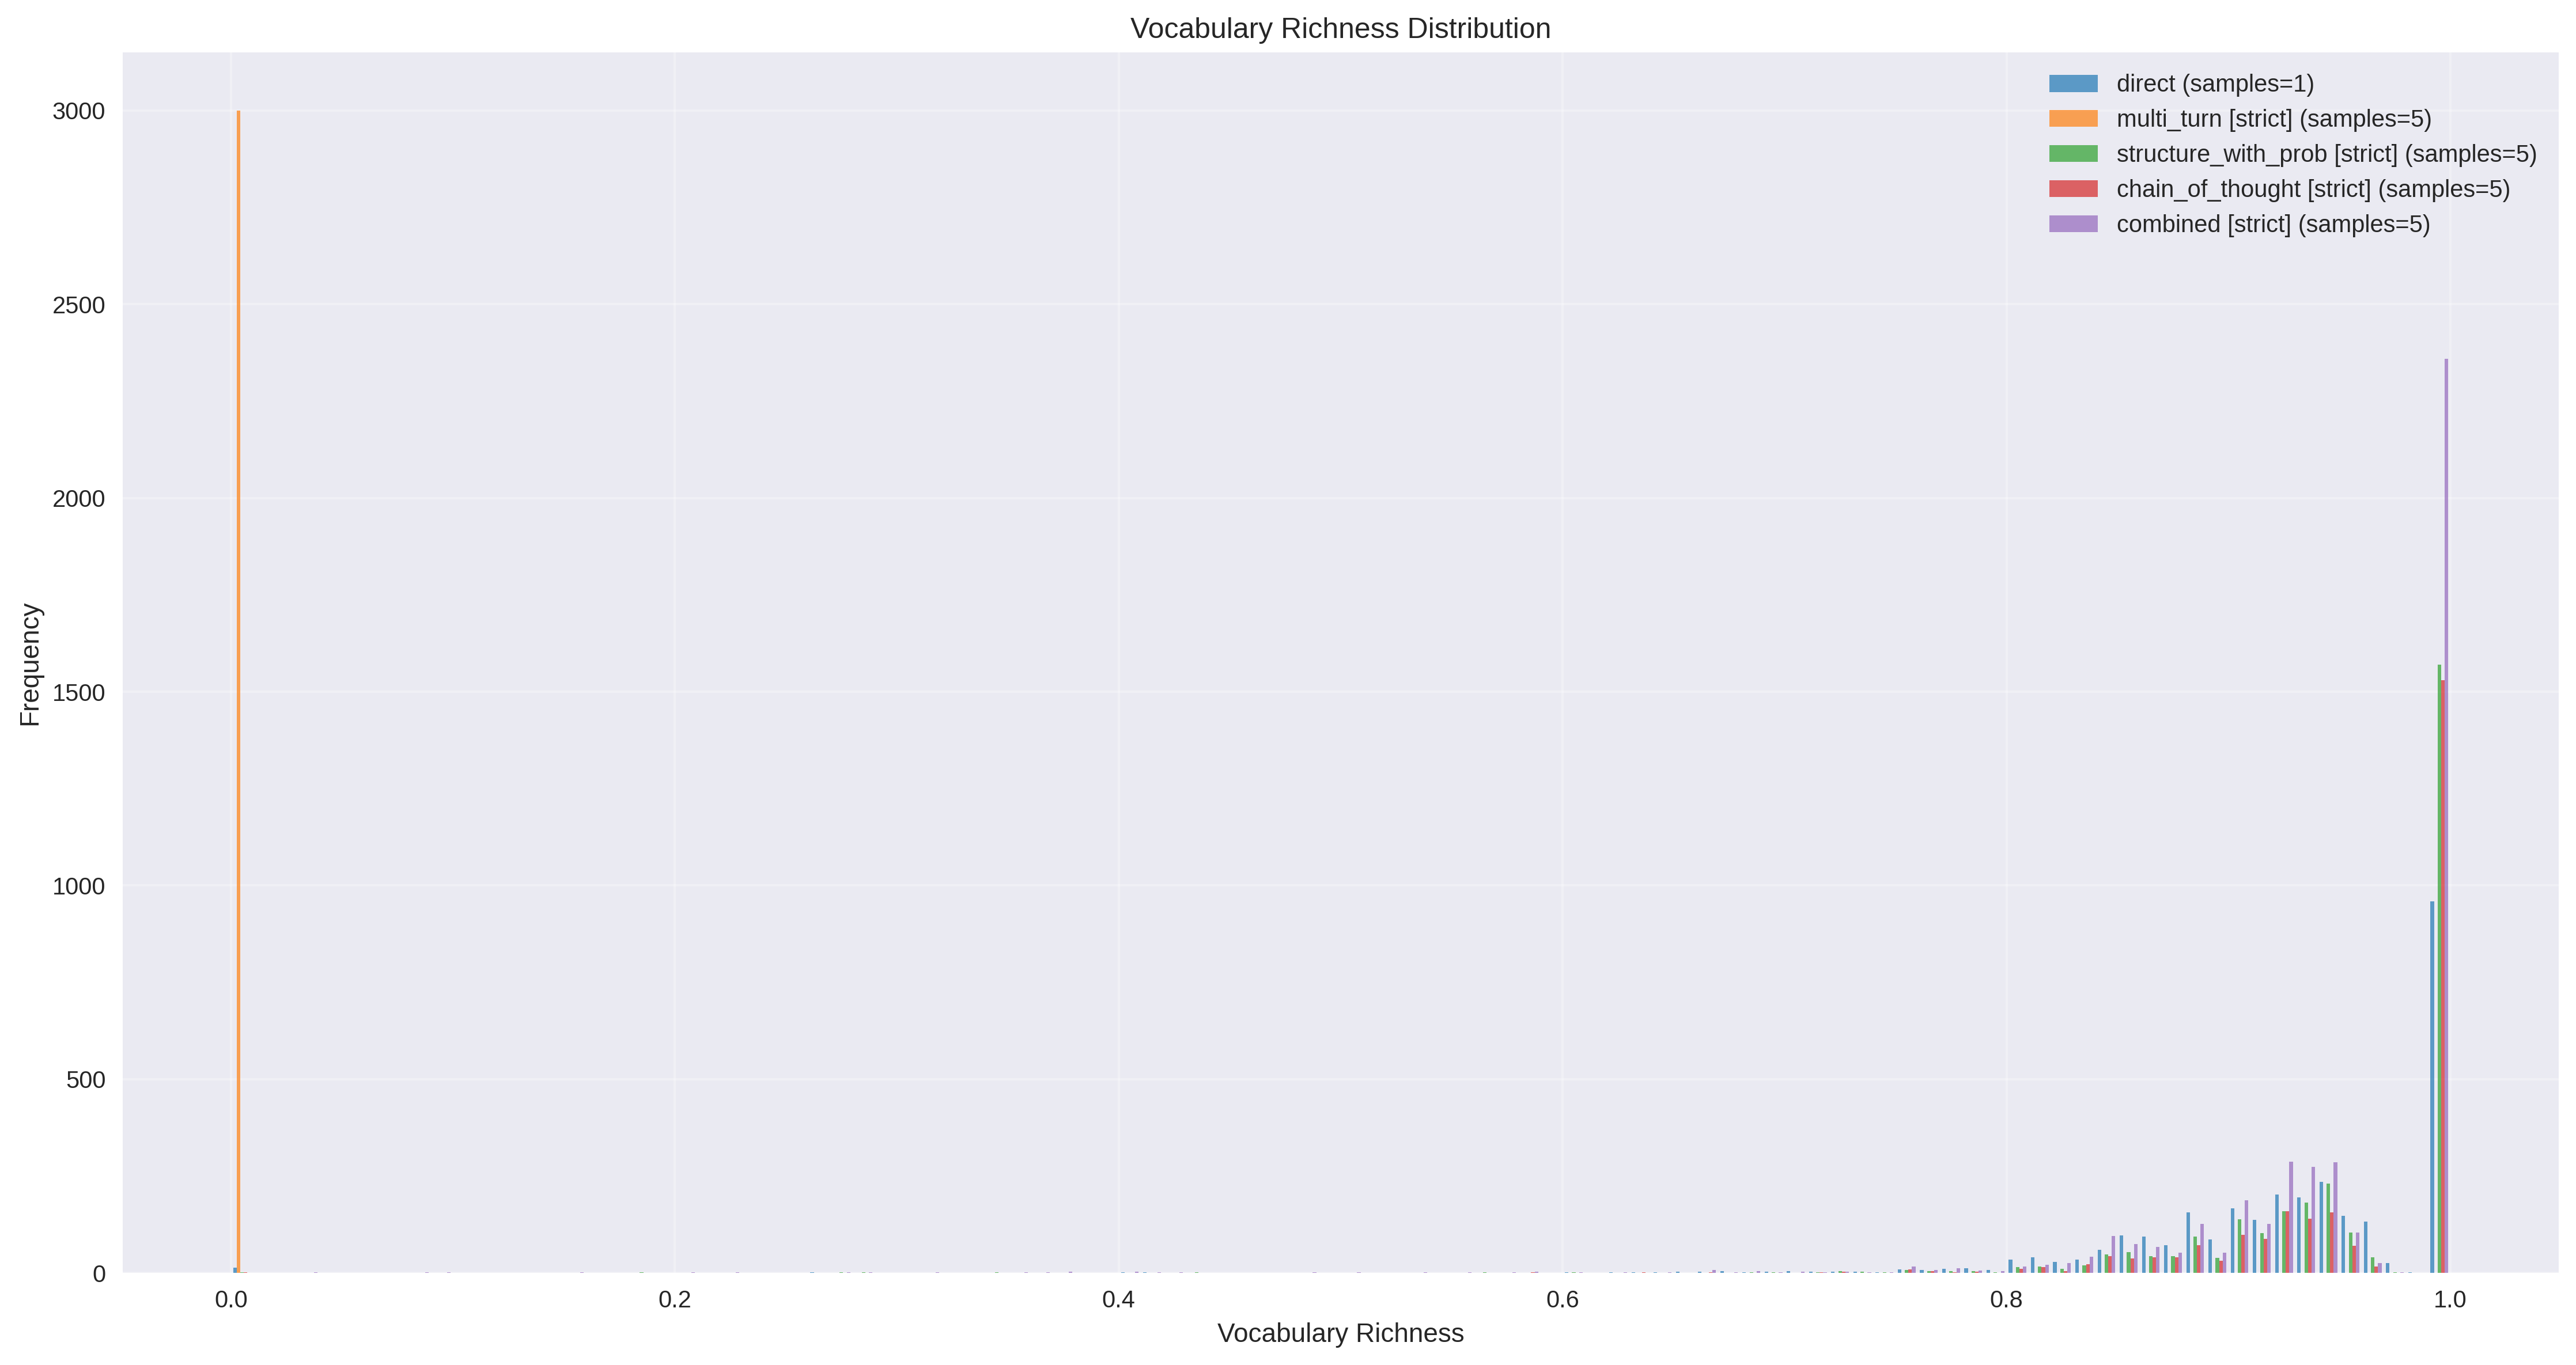 Vocabulary Richness Distribution
direct (samples=1)
multi_turn [strict] (samples=5)
structure_with_prob [strict] (samples=5)
chain_of_thought [strict] (samples=5)
combined [strict] (samples=5)
Frequency
3000
2500
2000
1500
1000
500
0
0.0 0.2 0.4 0.6 0.8 1.0
Vocabulary Richness